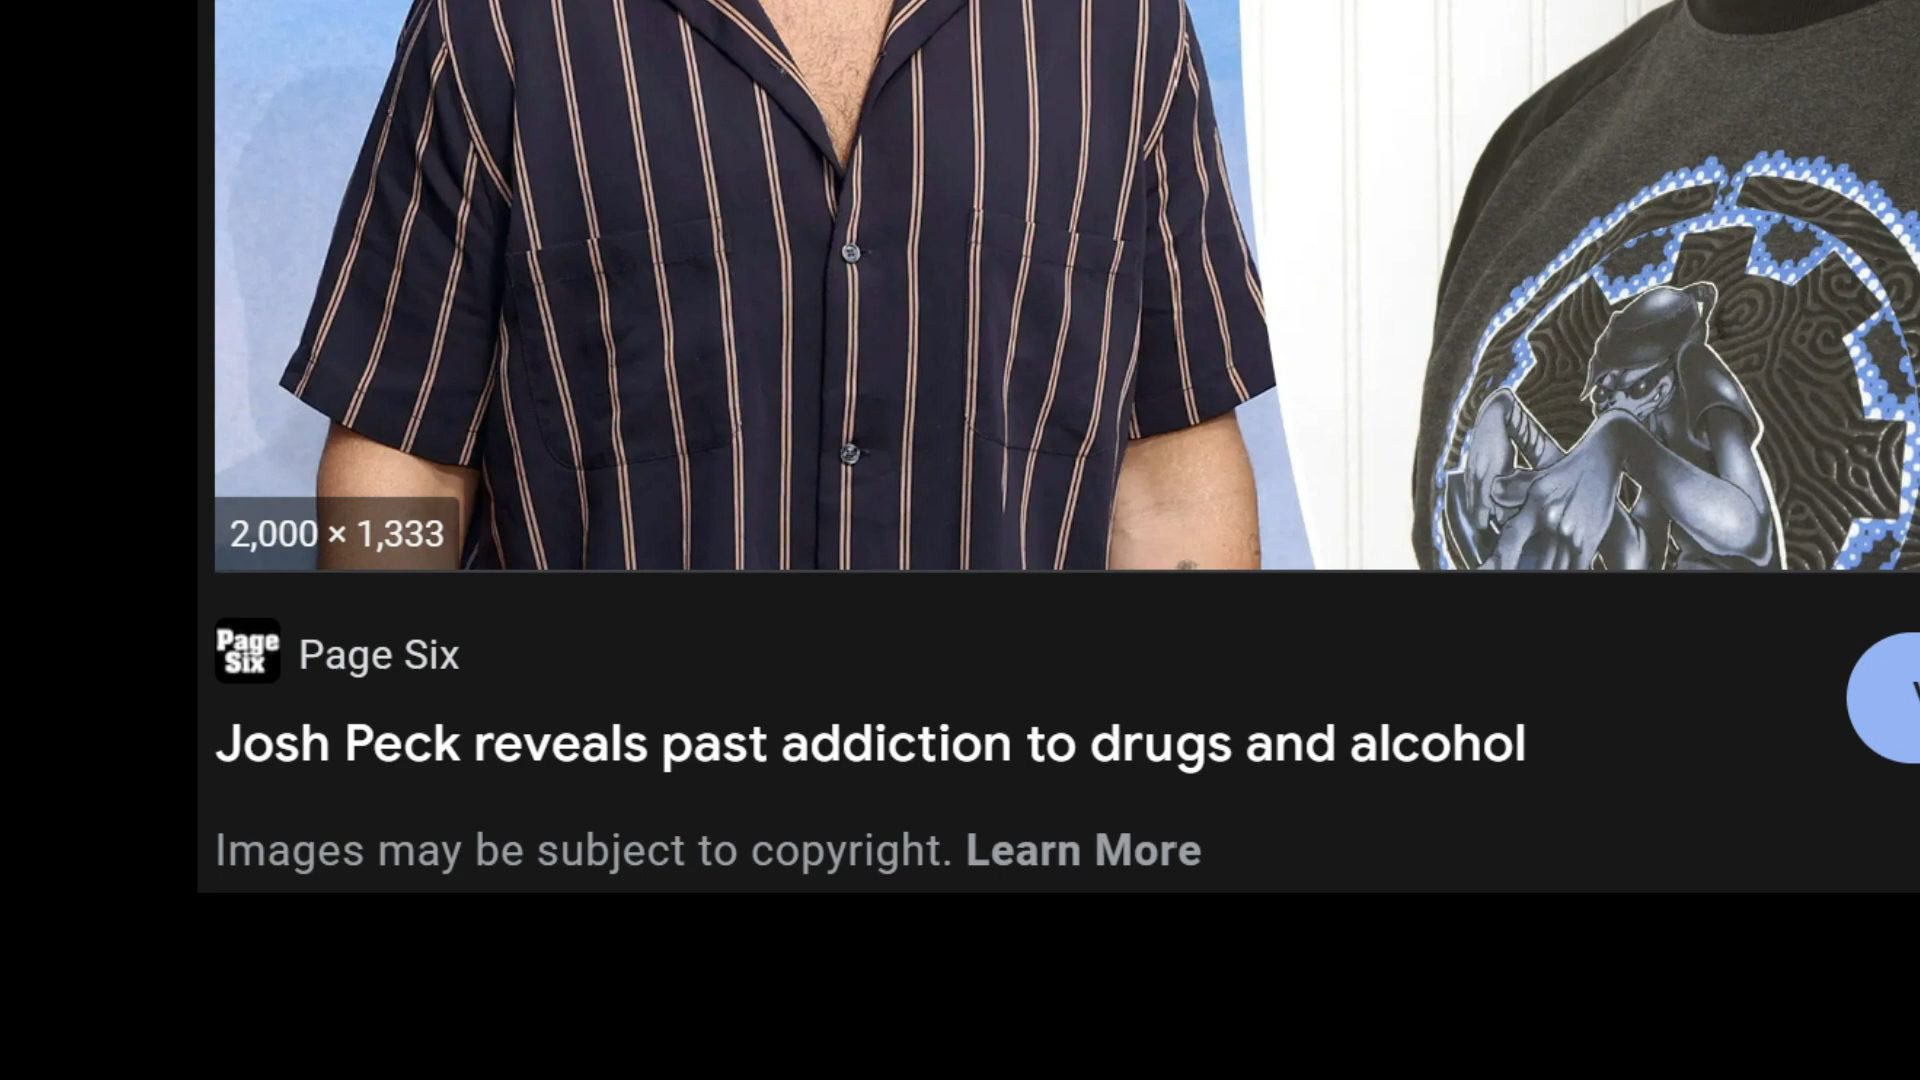 2,000 × 1,333
Page
Six
Page Six
Josh Peck reveals past addiction to drugs and alcohol
Images may be subject to copyright. Learn More